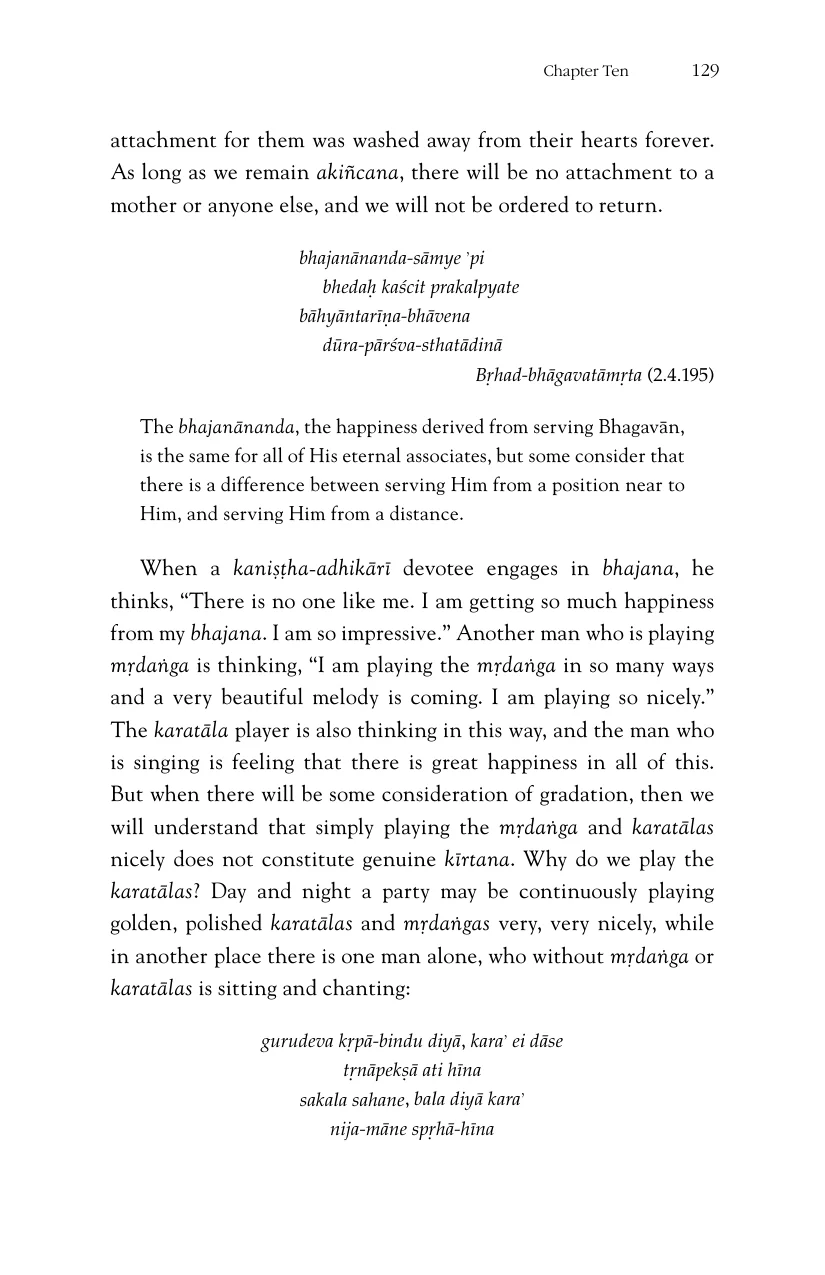 Chapter Ten 129
attachment for them was washed away from their hearts forever.
As long as we remain akiñcana, there will be no attachment to a
mother or anyone else, and we will not be ordered to return.
bhajanānanda-sāmye ’pi
bhedaḥ kaścit prakalpyate
bāhyāntarīṇa-bhāvena
dūra-pārśva-sthatādinā
Bṛhad-bhāgavatāmṛta (2.4.195)
The bhajanānanda, the happiness derived from serving Bhagavān,
is the same for all of His eternal associates, but some consider that
there is a difference between serving Him from a position near to
Him, and serving Him from a distance.
When a kaniṣṭha-adhikārī devotee engages in bhajana, he
thinks, “There is no one like me. I am getting so much happiness
from my bhajana. I am so impressive.” Another man who is playing
mṛdaṅga is thinking, “I am playing the mṛdaṅga in so many ways
and a very beautiful melody is coming. I am playing so nicely.”
The karatāla player is also thinking in this way, and the man who
is singing is feeling that there is great happiness in all of this.
But when there will be some consideration of gradation, then we
will understand that simply playing the mṛdaṅga and karatālas
nicely does not constitute genuine kīrtana. Why do we play the
karatālas? Day and night a party may be continuously playing
golden, polished karatālas and mṛdaṅgas very, very nicely, while
in another place there is one man alone, who without mṛdaṅga or
karatālas is sitting and chanting:
gurudeva kṛpā-bindu diyā, kara’ ei dāse
tṛnāpekṣā ati hīna
sakala sahane, bala diyā kara’
nija-māne spṛhā-hīna